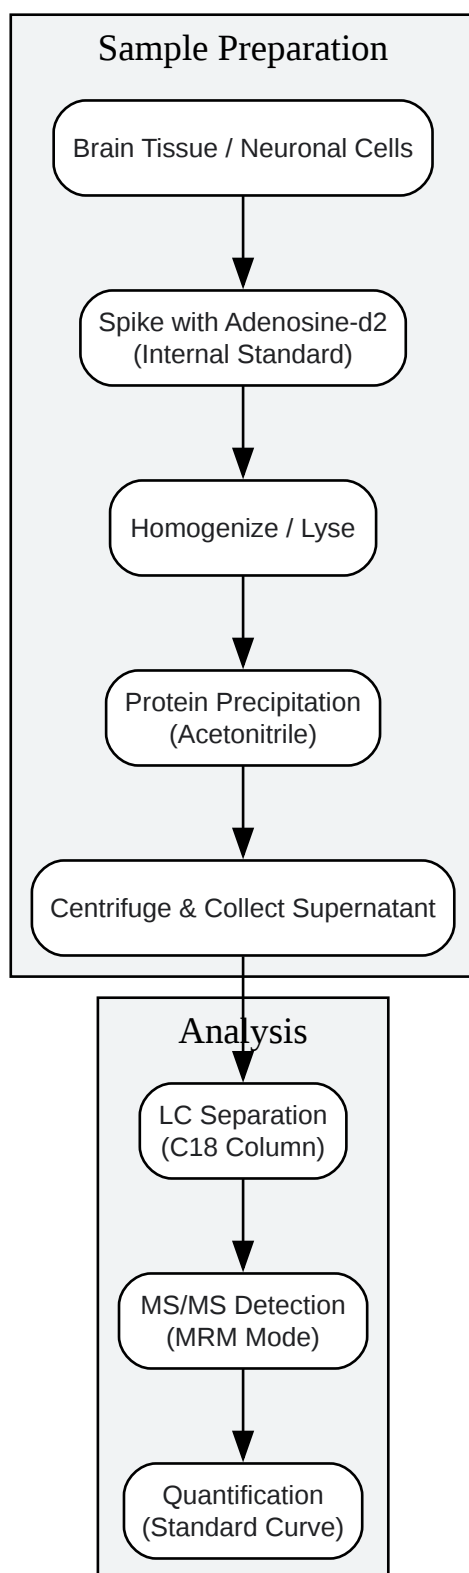 Sample Preparation
Brain Tissue / Neuronal Cells
Spike with Adenosine-d2
(Internal Standard)
Homogenize / Lyse
Protein Precipitation
(Acetonitrile)
Centrifuge & Collect Supernatant
Analysis
LC Separation
(C18 Column)
MS/MS Detection
(MRM Mode)
Quantification
(Standard Curve)